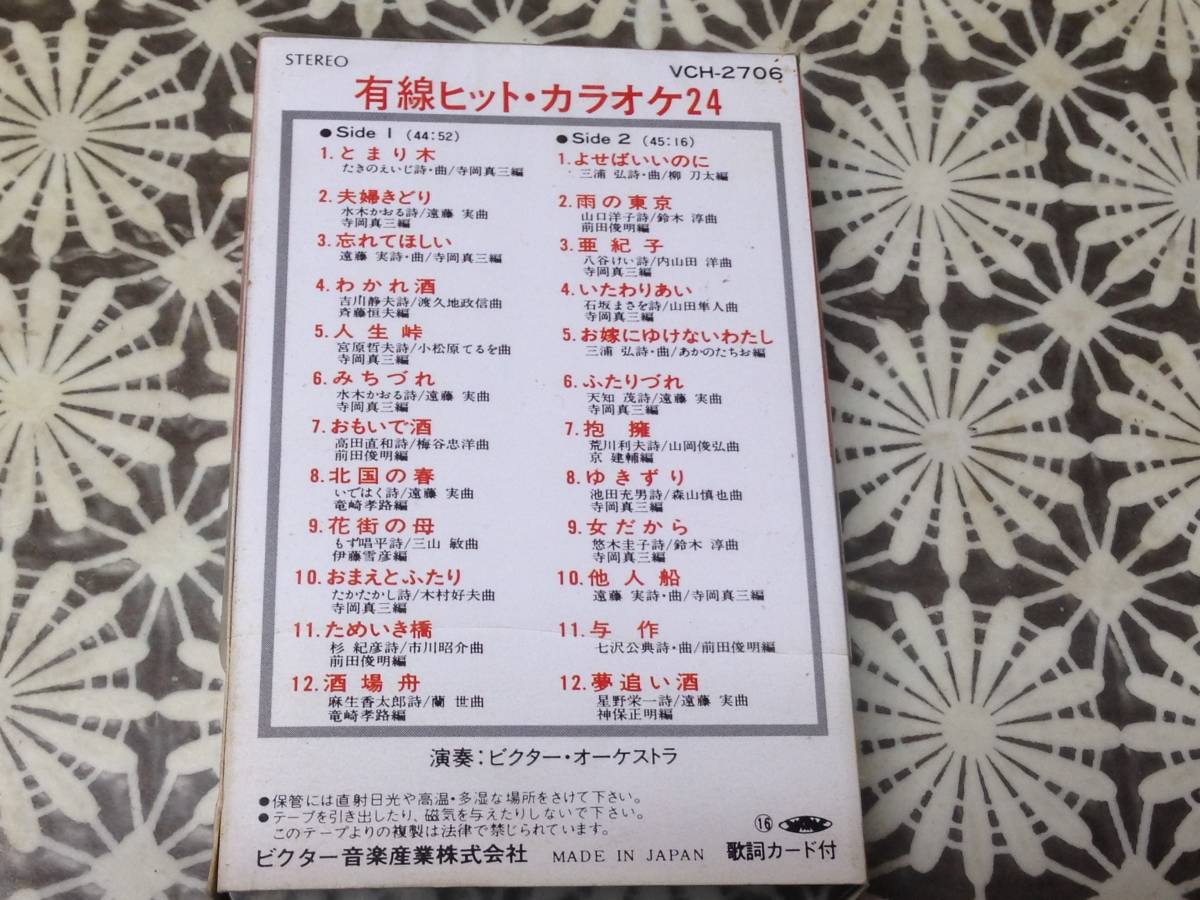 STEREO
VCH-2706
有線ヒット・カラオケ24
●Side 1 (44:52)
1.とまり木
たきのえいじ詩・曲/寺岡真三編
2.夫婦きどり
水木かおる詩/遠藤 実曲
寺岡真三編
3.忘れてほしい
遠藤 実詩・曲/寺岡真三編
4.わかれ酒
吉川静夫詩/渡久地政信曲
斉藤恒夫編
5.人生峠
宮原哲夫詩/小松原てるを曲
寺岡真三編
6.みちづれ
水木かおる詩/遠藤 実曲
寺岡真三編
7.おもいで酒
高田直和詩/梅谷忠洋曲
前田俊明編
8.北国の春
いではく詩/遠藤 実曲
竜崎孝路編
9.花街の母
もず唱平詩/三山 敏曲
伊藤雪彦編
10.おまえとふたり
たかたかし詩/木村好夫曲
寺岡真三編
11.ためいき橋
杉 紀彦詩/市川昭介曲
前田俊明編
12.酒場舟
麻生香太郎詩/蘭 世曲
竜崎孝路編
●Side 2 (45:16)
1.よせばいいのに
三浦 弘詩・曲/柳 刀太編
2.雨の東京
山口洋子詩/鈴木 淳曲
前田俊明編
3.亜紀子
八谷けい詩/内山田 洋曲
寺岡真三編
4.いたわりあい
石坂まさを詩/山田隼人曲
寺岡真三編
5.お嫁にゆけないわたし
三浦 弘詩・曲/あかのたちお編
6.ふたりづれ
天知 茂詩/遠藤 実曲
寺岡真三編
7.抱擁
荒川利夫詩/山岡俊弘曲
京 建輔編
8.ゆきずり
池田充男詩/森山慎也曲
寺岡真三編
9.女だから
悠木圭子詩/鈴木 淳曲
寺岡真三編
10.他人船
遠藤 実詩・曲/寺岡真三編
11.与作
七沢公典詩・曲/前田俊明編
12.夢追い酒
星野栄一詩/遠藤 実曲
神保正明編
演奏:ビクター・オーケストラ
●保管には直射日光や高温・多湿な場所をさけて下さい。
●テープを引き出したり、磁気を与えたりしないで下さい。
このテープよりの複製は法律で禁じられています。
⑯
ビクター音楽産業株式会社 MADE IN JAPAN 歌詞カード付